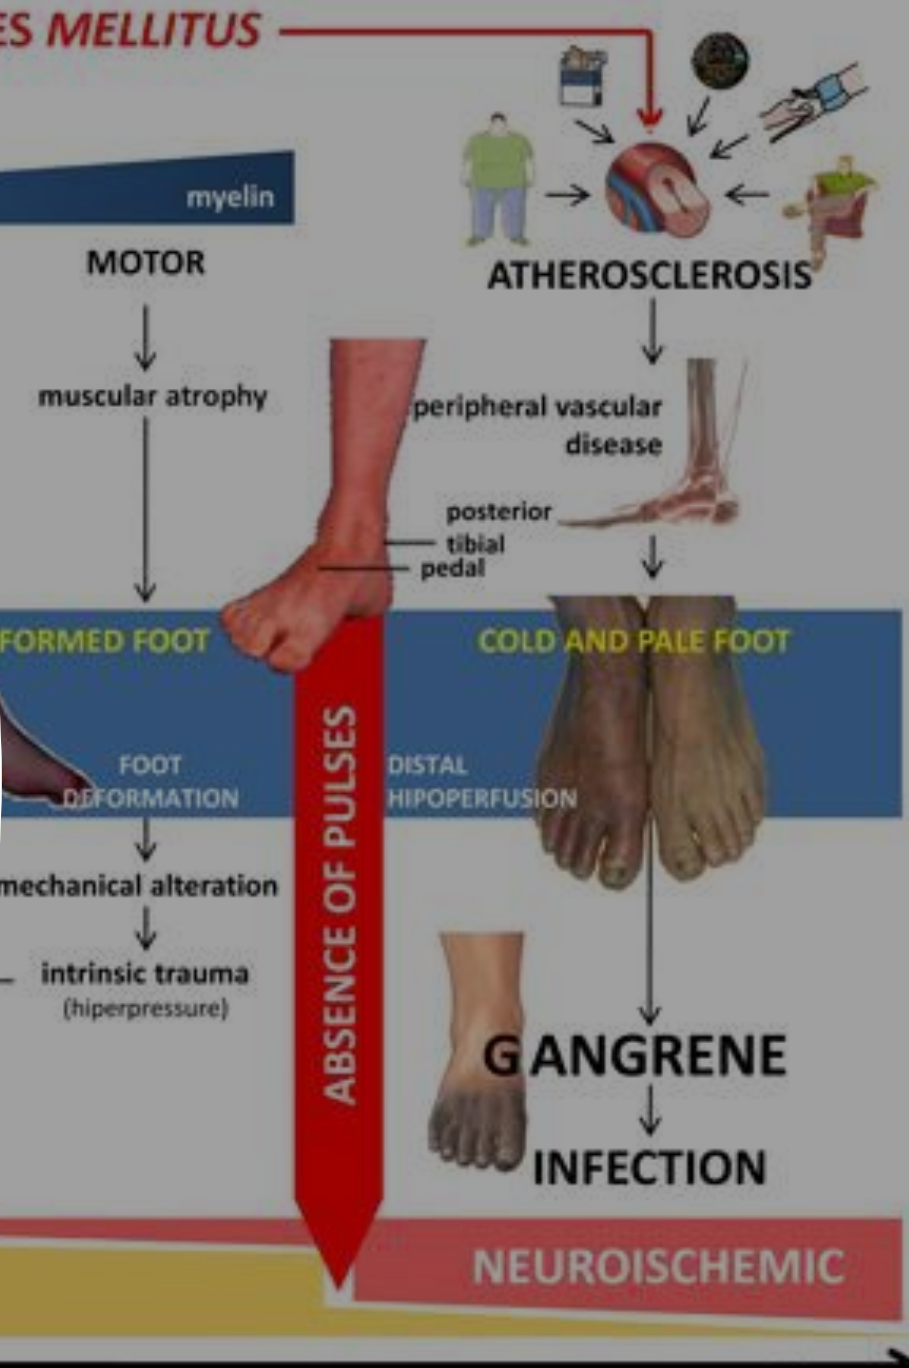 ES MELLITUS
myelin
MOTOR
muscular atrophy
ATHEROSCLEROSIS
peripheral vascular
disease
posterior
tibial
pedal
FORMED FOOT
COLD AND PALE FOOT
FOOT
DEFORMATION
DISTAL
HIPOPERFUSION
mechanical alteration
intrinsic trauma
(hiperpressure)
ABSENCE OF PULSES
GANGRENE
INFECTION
NEUROISCHEMIC